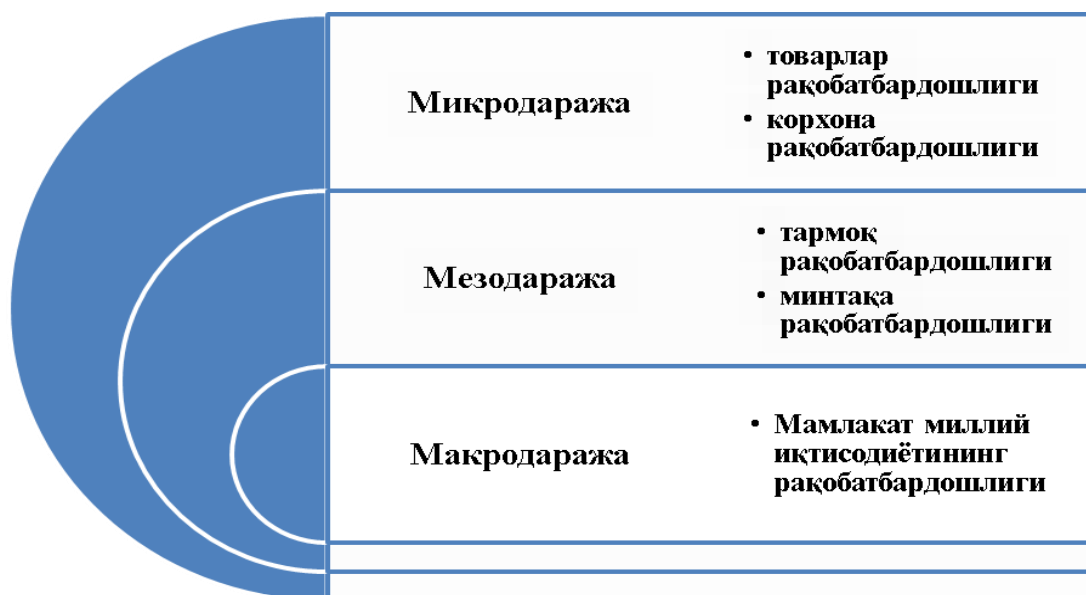 Микродаража
• товарлар
рақобатбардошлиги
• корхона
рақобатбардошлиги
Мезодаража
• тармоқ
рақобатбардошлиги
• минтақа
рақобатбардошлиги
Макродаража
• Мамлакат миллий
иқтисодиётининг
рақобатбардошлиги